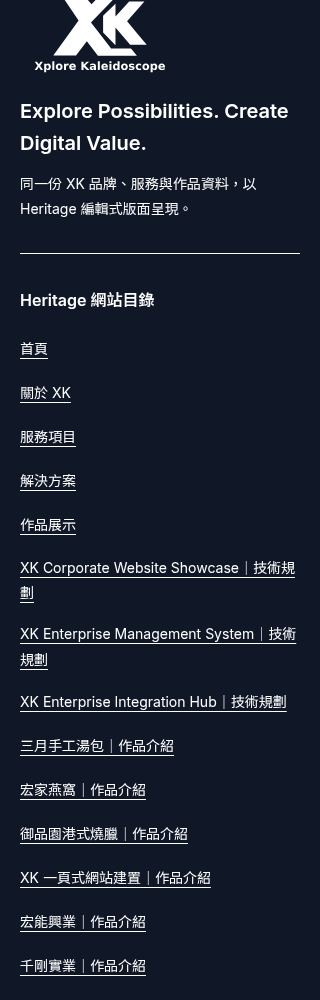 XK
Xplore Kaleidoscope
Explore Possibilities. Create
Digital Value.
同一份 XK 品牌、服務與作品資料，以
Heritage 編輯式版面呈現。
Heritage 網站目錄
首頁
關於 XK
服務項目
解決方案
作品展示
XK Corporate Website Showcase｜技術規
劃
XK Enterprise Management System｜技術
規劃
XK Enterprise Integration Hub｜技術規劃
三月手工湯包｜作品介紹
宏家燕窩｜作品介紹
御品園港式燒臘｜作品介紹
XK 一頁式網站建置｜作品介紹
宏能興業｜作品介紹
千剛實業｜作品介紹